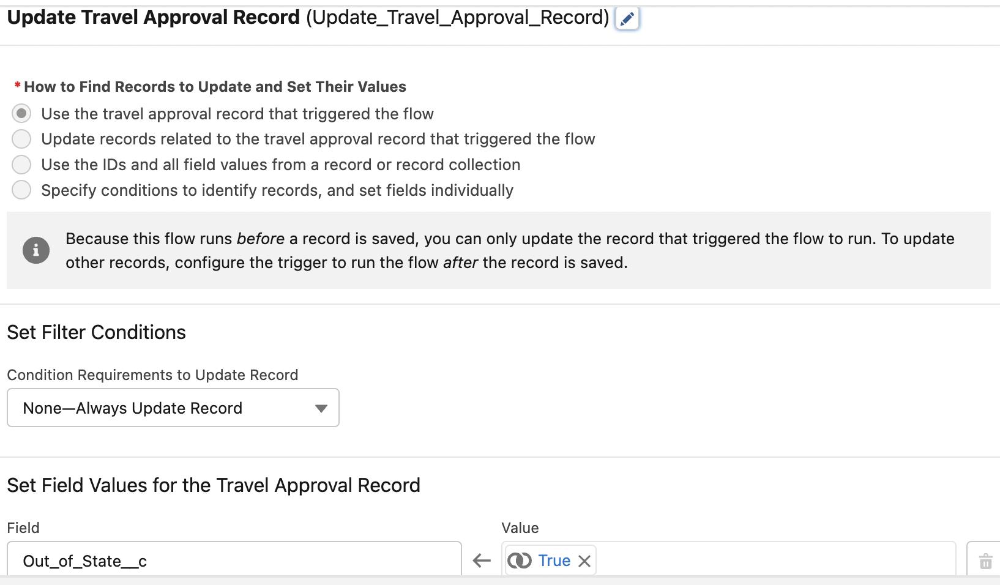 Update Travel Approval Record (Update_Travel_Approval_Record)
* How to Find Records to Update and Set Their Values
Use the travel approval record that triggered the flow
Update records related to the travel approval record that triggered the flow
Use the IDs and all field values from a record or record collection
Specify conditions to identify records, and set fields individually
Because this flow runs before a record is saved, you can only update the record that triggered the flow to run. To update
other records, configure the trigger to run the flow after the record is saved.
Set Filter Conditions
Condition Requirements to Update Record
None—Always Update Record
Set Field Values for the Travel Approval Record
Field
Value
Out_of_State__c
True